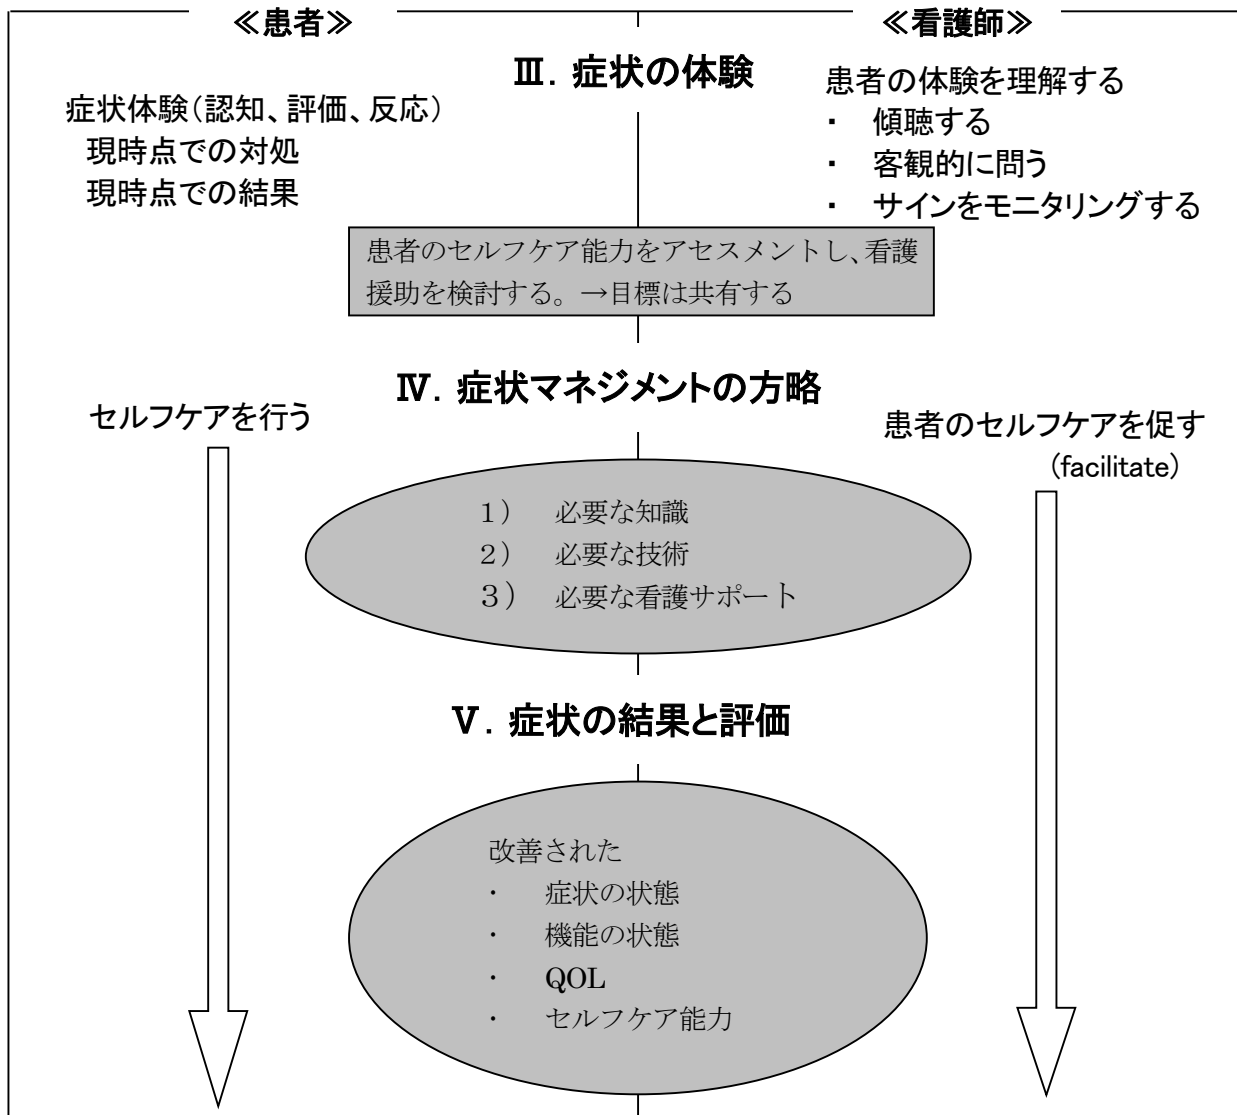 ≪患者≫
≪看護師≫
Ⅲ．症状の体験
症状体験（認知、評価、反応）
現時点での対処
現時点での結果
患者の体験を理解する
・ 傾聴する
・ 客観的に問う
・ サインをモニタリングする
患者のセルフケア能力をアセスメントし、看護
援助を検討する。→目標は共有する
Ⅳ．症状マネジメントの方略
セルフケアを行う
患者のセルフケアを促す
（facilitate）
１） 必要な知識
２） 必要な技術
３） 必要な看護サポート
Ⅴ．症状の結果と評価
改善された
・ 症状の状態
・ 機能の状態
・ QOL
・ セルフケア能力